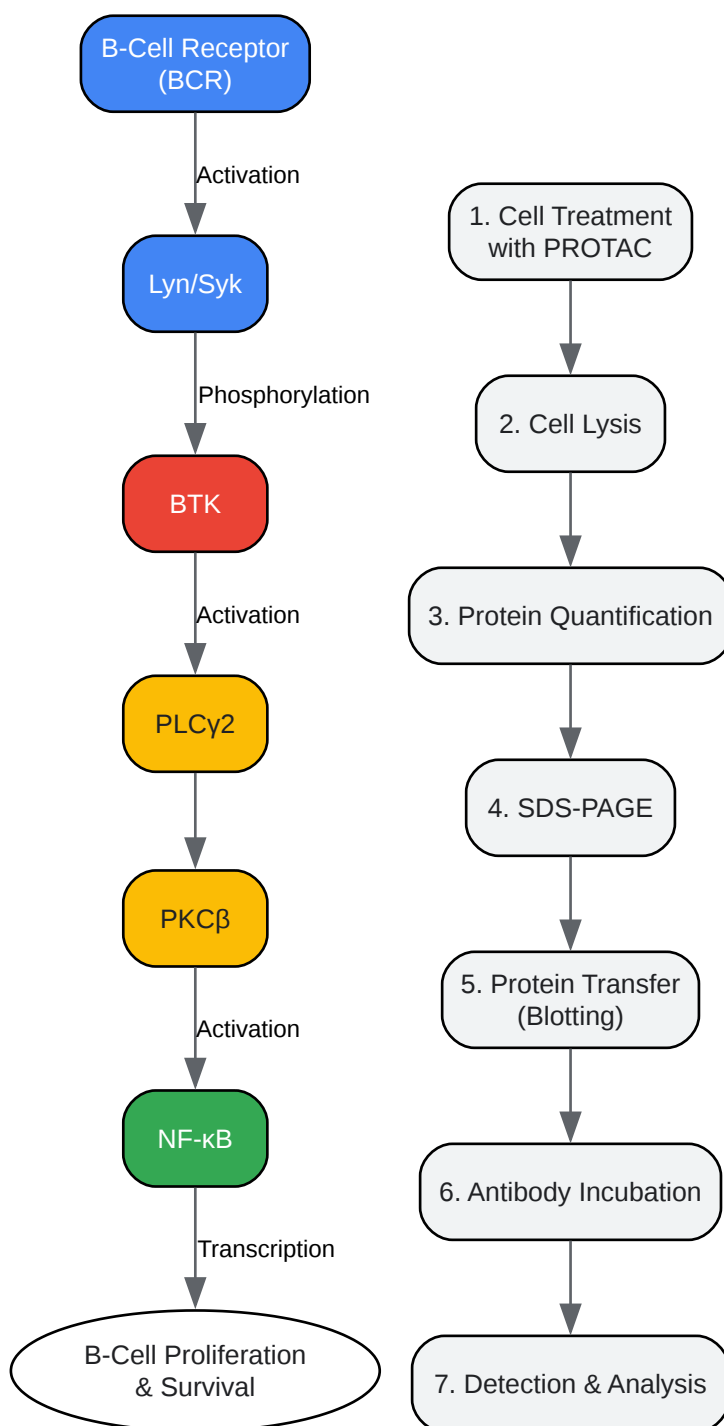 B-Cell Receptor
(BCR)
Activation
Lyn/Syk
Phosphorylation
BTK
Activation
PLCγ2
PKCβ
Activation
NF-κB
Transcription
B-Cell Proliferation
& Survival
1. Cell Treatment
with PROTAC
2. Cell Lysis
3. Protein Quantification
4. SDS-PAGE
5. Protein Transfer
(Blotting)
6. Antibody Incubation
7. Detection & Analysis